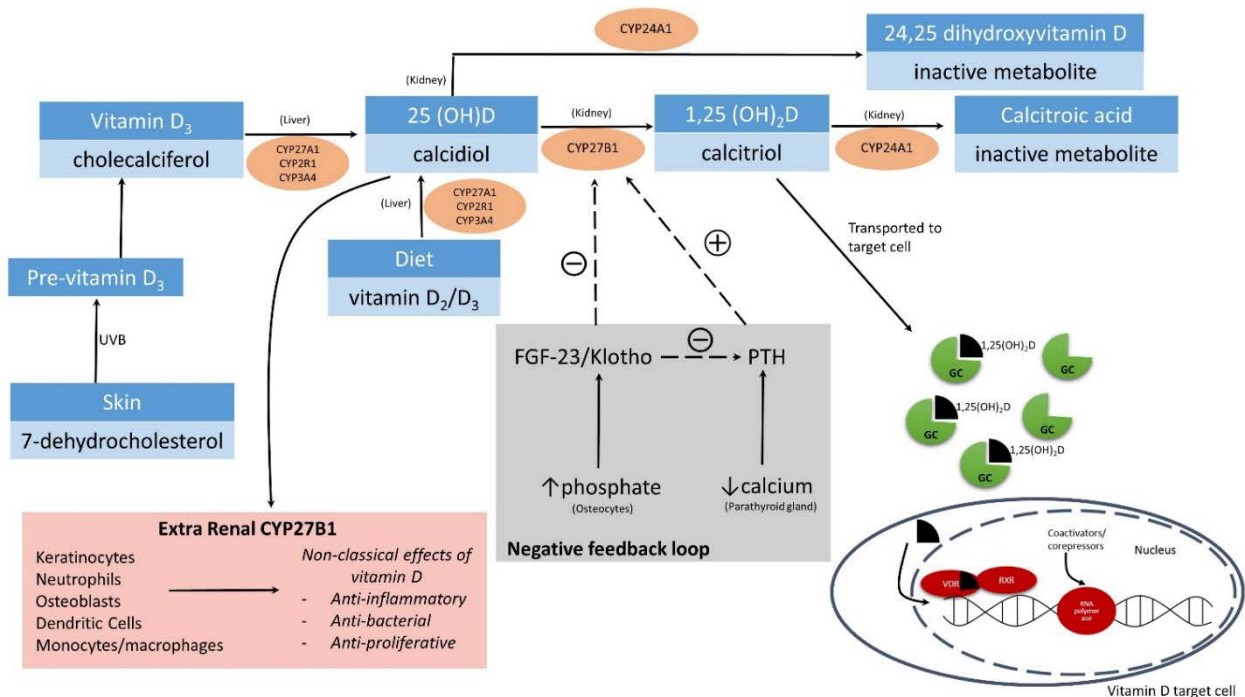 CYP24A1
24,25 dihydroxyvitamin D
inactive metabolite
(Kidney)
Vitamin D₃
cholecalciferol
(Liver)
CYP27A1
CYP2R1
CYP3A4
25 (OH)D
calcidiol
(Kidney)
CYP27B1
1,25 (OH)₂D
calcitriol
(Kidney)
CYP24A1
Calcitroic acid
inactive metabolite
(Liver)
CYP27A1
CYP2R1
CYP3A4
Diet
vitamin D₂/D₃
Pre-vitamin D₃
UVB
Skin
7-dehydrocholesterol
Transported to
target cell
FGF-23/Klotho
PTH
↑phosphate
(Osteocytes)
↓calcium
(Parathyroid gland)
Negative feedback loop
Extra Renal CYP27B1
Keratinocytes
Neutrophils
Osteoblasts
Dendritic Cells
Monocytes/macrophages
Non-classical effects of
vitamin D
- Anti-inflammatory
- Anti-bacterial
- Anti-proliferative
1,25(OH)₂D
GC
GC
1,25(OH)₂D
GC
GC
1,25(OH)₂D
GC
Coactivators/
corepressors
Nucleus
VDR
RXR
RNA
polymer
ase
Vitamin D target cell